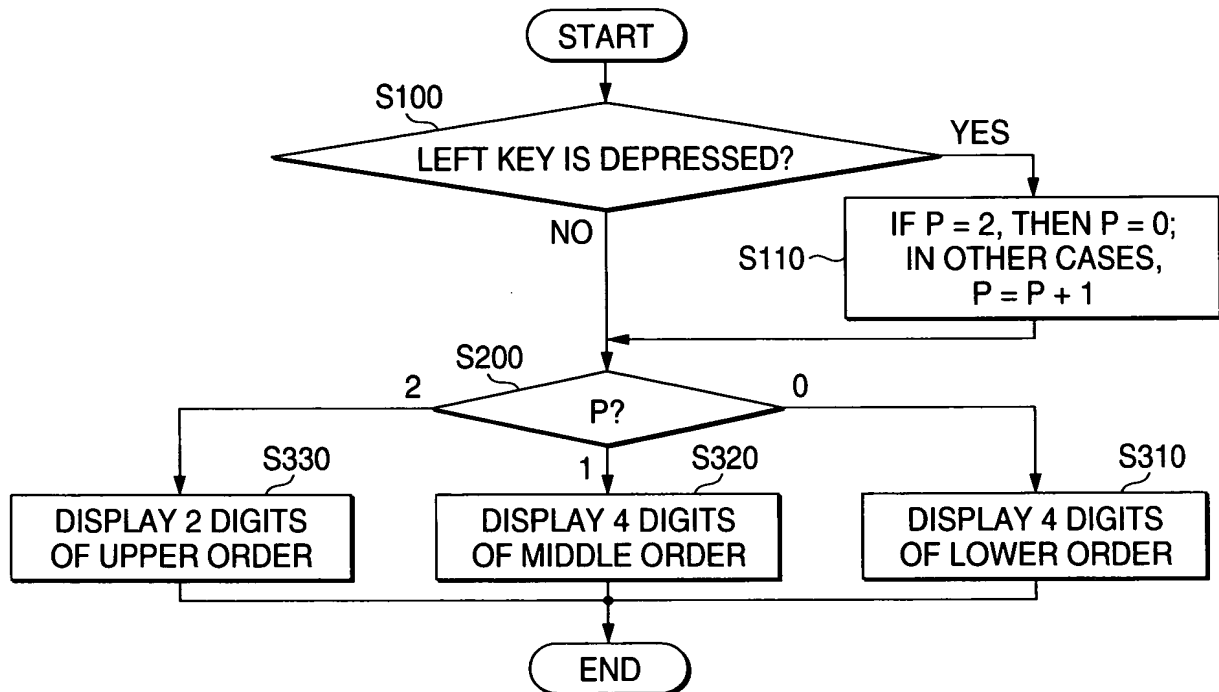 START
S100
LEFT KEY IS DEPRESSED?
YES
NO
S110
IF P = 2, THEN P = 0;
IN OTHER CASES,
P = P + 1
S200
P?
2
1
0
S330
DISPLAY 2 DIGITS
OF UPPER ORDER
S320
DISPLAY 4 DIGITS
OF MIDDLE ORDER
S310
DISPLAY 4 DIGITS
OF LOWER ORDER
END